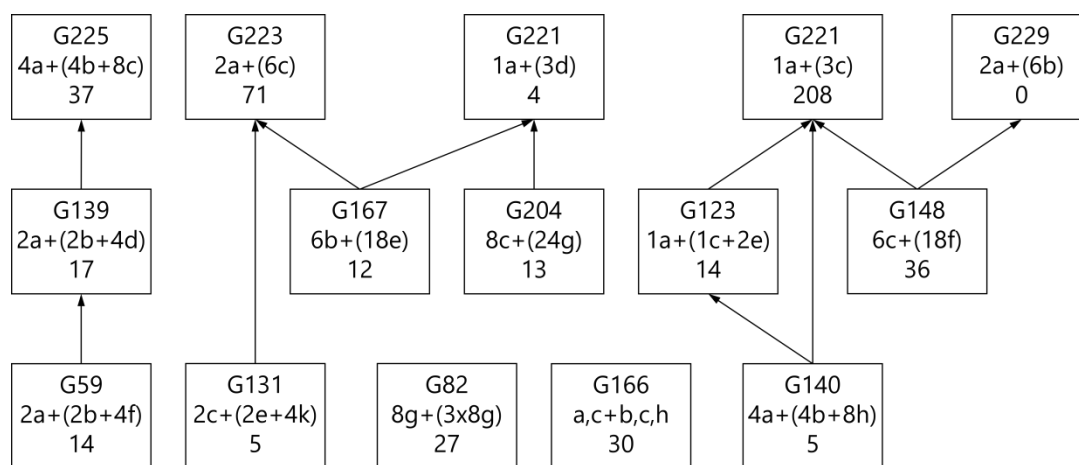 G225
4a+(4b+8c)
37
G223
2a+(6c)
71
G221
1a+(3d)
4
G221
1a+(3c)
208
G229
2a+(6b)
0
G139
2a+(2b+4d)
17
G167
6b+(18e)
12
G204
8c+(24g)
13
G123
1a+(1c+2e)
14
G148
6c+(18f)
36
G59
2a+(2b+4f)
14
G131
2c+(2e+4k)
5
G82
8g+(3x8g)
27
G166
a,c+b,c,h
30
G140
4a+(4b+8h)
5